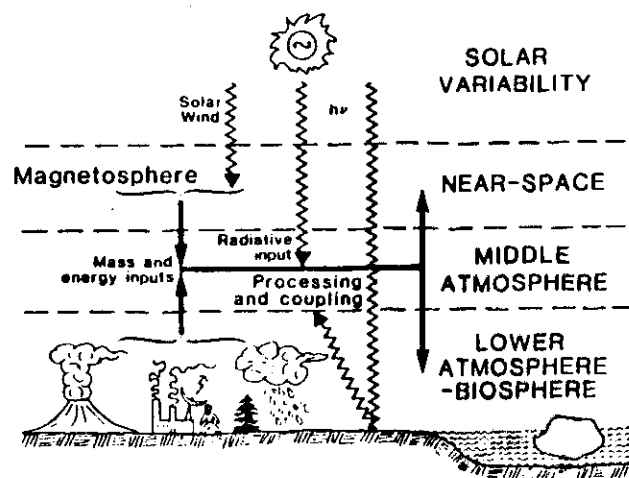 SOLAR
VARIABILITY
Solar
Wind
hν
Magnetosphere
NEAR-SPACE
Mass and
energy inputs
Radiative
input
Processing
and coupling
MIDDLE
ATMOSPHERE
LOWER
ATMOSPHERE
-BIOSPHERE